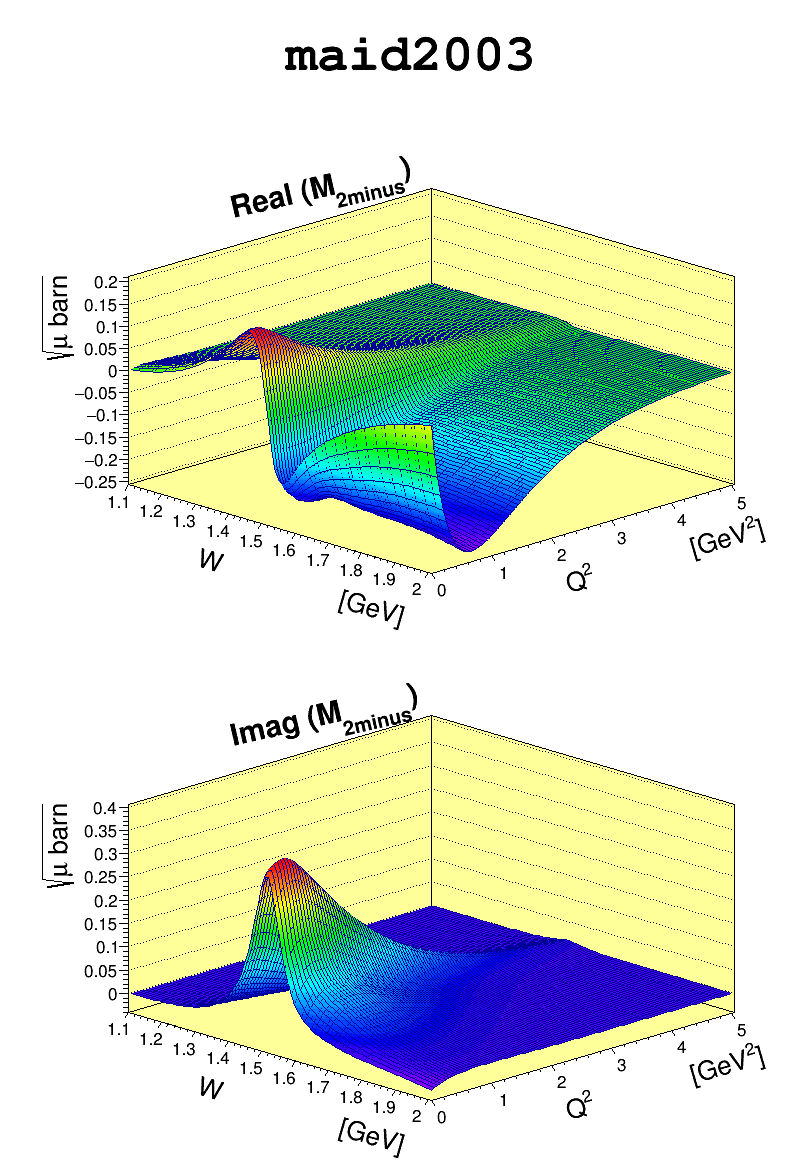 maid2003
Real (M2minus)
√μ barn
0.2
0.15
0.1
0.05
0
−0.05
−0.1
−0.15
−0.2
−0.25
1.1 1.2 1.3 1.4 1.5 1.6 1.7 1.8 1.9 2
W
[GeV]
0 1 2 3 4 5
Q²
[GeV²]
Imag (M2minus)
√μ barn
0.4
0.35
0.3
0.25
0.2
0.15
0.1
0.05
0
1.1 1.2 1.3 1.4 1.5 1.6 1.7 1.8 1.9 2
W
[GeV]
0 1 2 3 4 5
Q²
[GeV²]